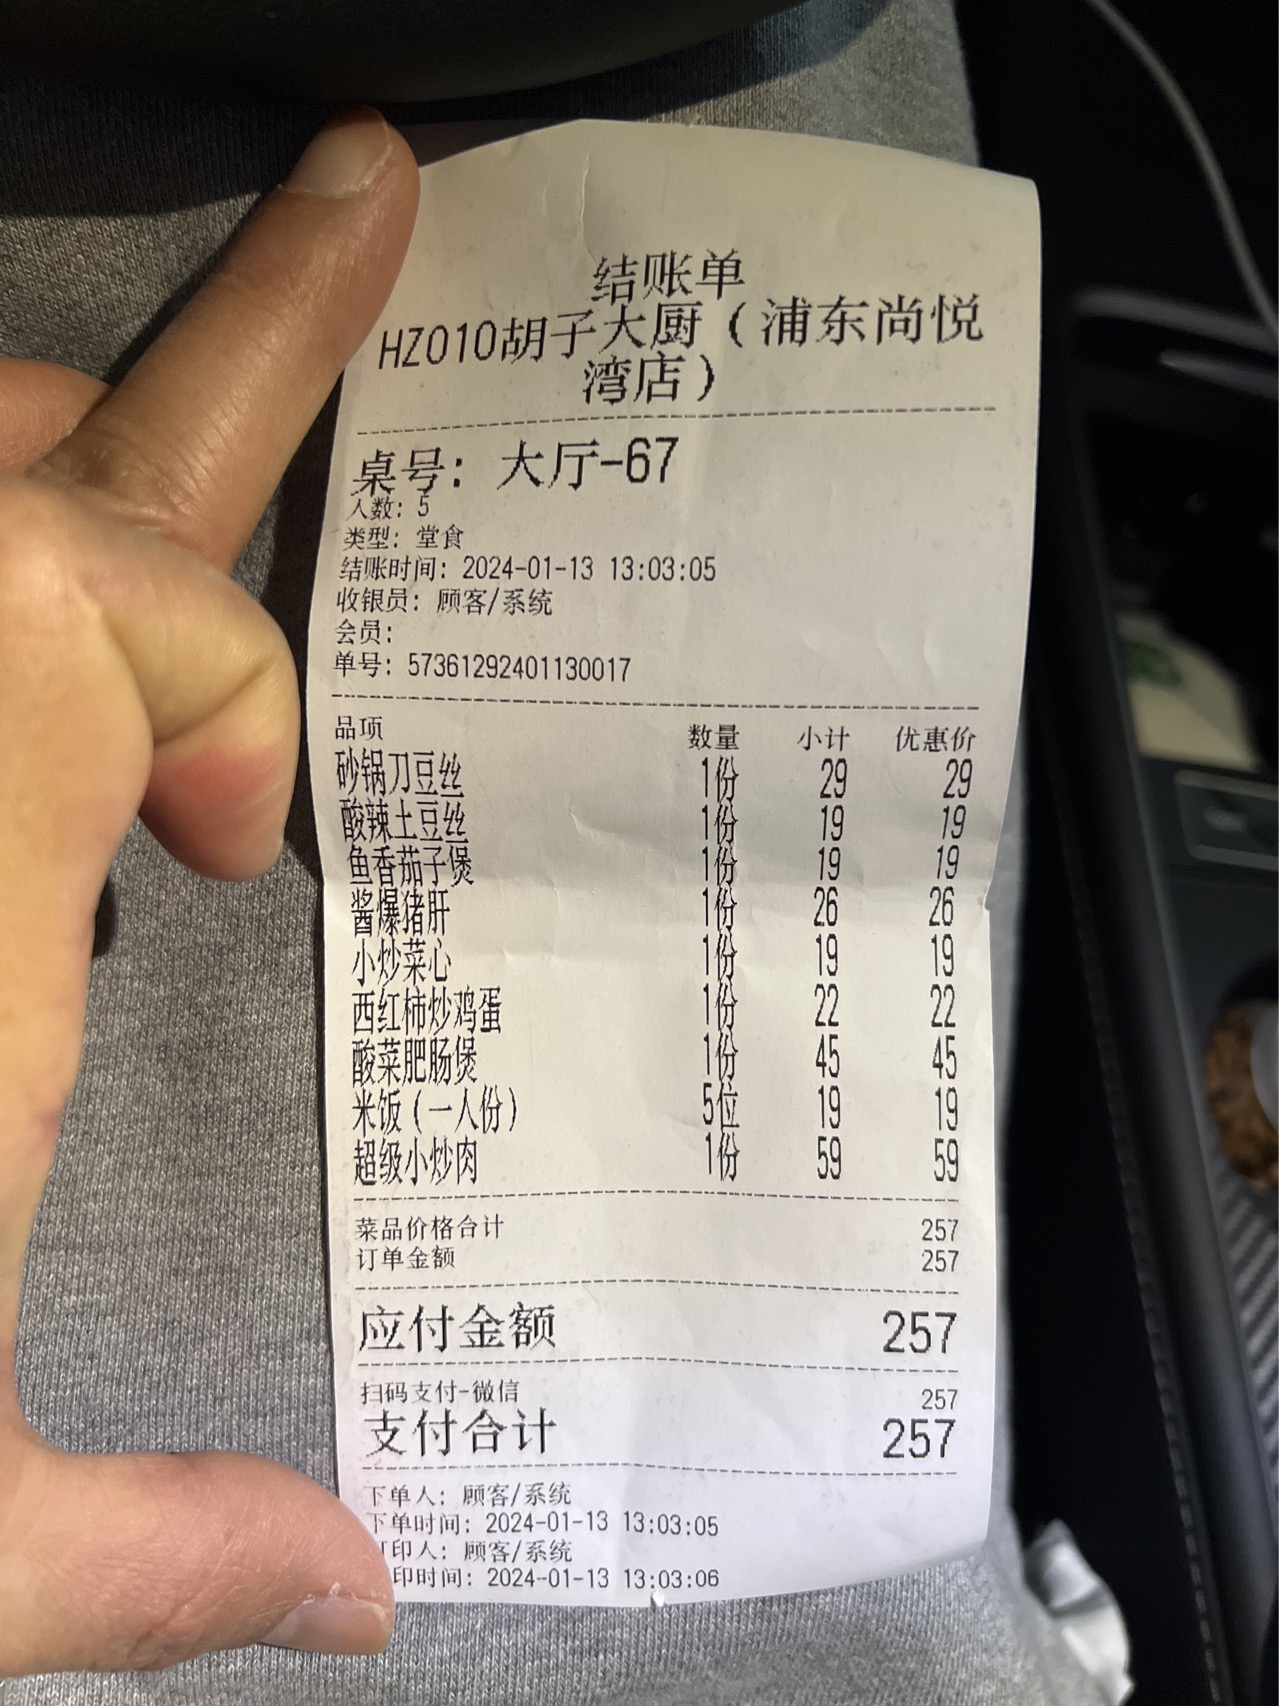 结账单
HZ010胡子大厨（浦东尚悦
湾店）
桌号：大厅-67
人数：5
类型：堂食
结账时间：2024-01-13 13:03:05
收银员：顾客/系统
会员：
单号：57361292401130017
品项 数量 小计 优惠价
砂锅刀豆丝 1份 29 29
酸辣土豆丝 1份 19 19
鱼香茄子煲 1份 19 19
酱爆猪肝 1份 26 26
小炒菜心 1份 19 19
西红柿炒鸡蛋 1份 22 22
酸菜肥肠煲 1份 45 45
米饭（一人份） 5位 19 19
超级小炒肉 1份 59 59
菜品价格合计 257
订单金额 257
应付金额 257
扫码支付-微信 257
支付合计 257
下单人：顾客/系统
下单时间：2024-01-13 13:03:05
印人：顾客/系统
印时间：2024-01-13 13:03:06